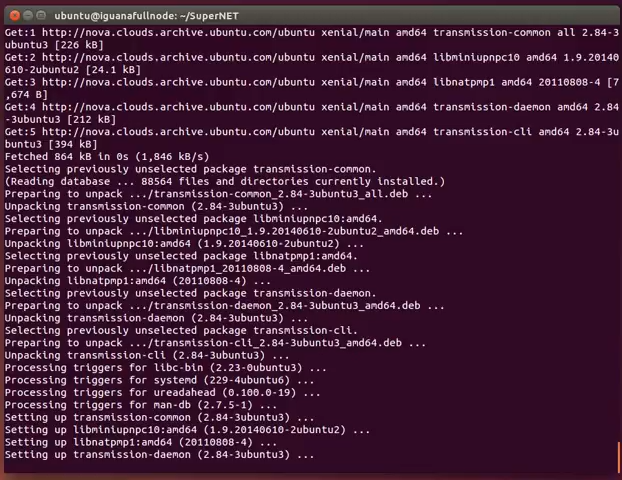 ubuntu@iguanafullnode: ~/SuperNET
Get:1 http://nova.clouds.archive.ubuntu.com/ubuntu xenial/main amd64 transmission-common all 2.84-3
ubuntu3 [226 kB]
Get:2 http://nova.clouds.archive.ubuntu.com/ubuntu xenial/main amd64 libminiupnpc10 amd64 1.9.20140
610-2ubuntu2 [24.1 kB]
Get:3 http://nova.clouds.archive.ubuntu.com/ubuntu xenial/main amd64 libnatpmp1 amd64 20110808-4 [7
,674 B]
Get:4 http://nova.clouds.archive.ubuntu.com/ubuntu xenial/main amd64 transmission-daemon amd64 2.84
-3ubuntu3 [212 kB]
Get:5 http://nova.clouds.archive.ubuntu.com/ubuntu xenial/main amd64 transmission-cli amd64 2.84-3u
buntu3 [394 kB]
Fetched 864 kB in 0s (1,846 kB/s)
Selecting previously unselected package transmission-common.
(Reading database ... 88564 files and directories currently installed.)
Preparing to unpack .../transmission-common_2.84-3ubuntu3_all.deb ...
Unpacking transmission-common (2.84-3ubuntu3) ...
Selecting previously unselected package libminiupnpc10:amd64.
Preparing to unpack .../libminiupnpc10_1.9.20140610-2ubuntu2_amd64.deb ...
Unpacking libminiupnpc10:amd64 (1.9.20140610-2ubuntu2) ...
Selecting previously unselected package libnatpmp1:amd64.
Preparing to unpack .../libnatpmp1_20110808-4_amd64.deb ...
Unpacking libnatpmp1:amd64 (20110808-4) ...
Selecting previously unselected package transmission-daemon.
Preparing to unpack .../transmission-daemon_2.84-3ubuntu3_amd64.deb ...
Unpacking transmission-daemon (2.84-3ubuntu3) ...
Selecting previously unselected package transmission-cli.
Preparing to unpack .../transmission-cli_2.84-3ubuntu3_amd64.deb ...
Unpacking transmission-cli (2.84-3ubuntu3) ...
Processing triggers for libc-bin (2.23-0ubuntu3) ...
Processing triggers for systemd (229-4ubuntu6) ...
Processing triggers for ureadahead (0.100.0-19) ...
Processing triggers for man-db (2.7.5-1) ...
Setting up transmission-common (2.84-3ubuntu3) ...
Setting up libminiupnpc10:amd64 (1.9.20140610-2ubuntu2) ...
Setting up libnatpmp1:amd64 (20110808-4) ...
Setting up transmission-daemon (2.84-3ubuntu3) ...